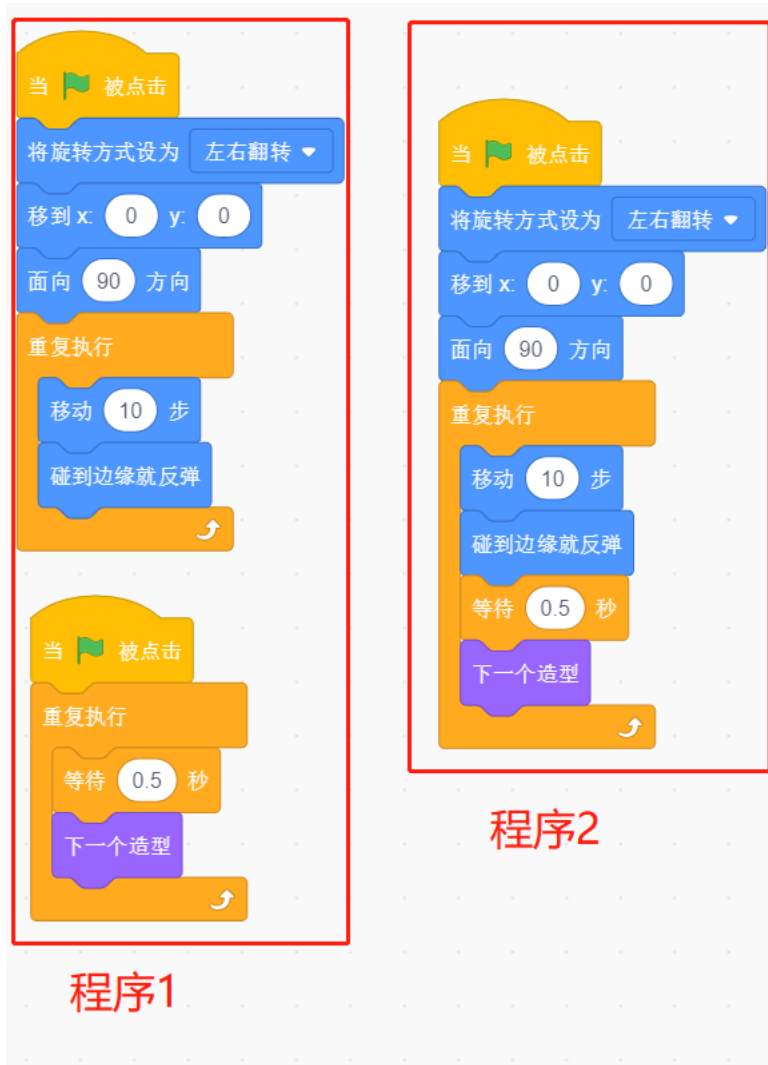 当 被点击
将旋转方式设为 左右翻转
移到 x: 0 y: 0
面向 90 方向
重复执行
移动 10 步
碰到边缘就反弹
当 被点击
重复执行
等待 0.5 秒
下一个造型
程序1
当 被点击
将旋转方式设为 左右翻转
移到 x: 0 y: 0
面向 90 方向
重复执行
移动 10 步
碰到边缘就反弹
等待 0.5 秒
下一个造型
程序2